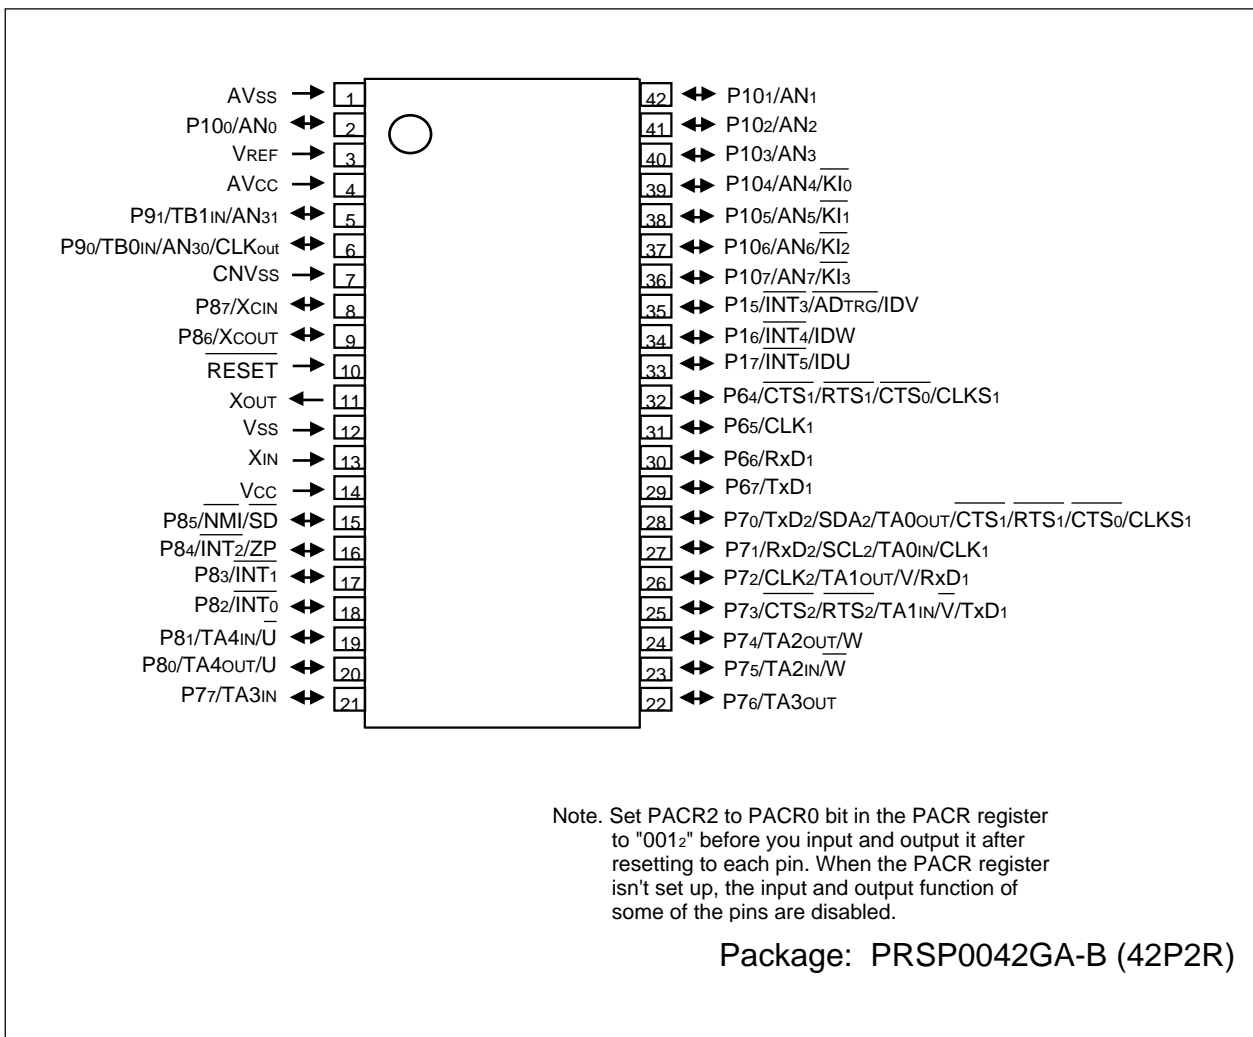 AVSS 1 42 P101/AN1
P100/AN0 2 41 P102/AN2
VREF 3 40 P103/AN3
AVCC 4 39 P104/AN4/KI0
P91/TB1IN/AN31 5 38 P105/AN5/KI1
P90/TB0IN/AN30/CLKout 6 37 P106/AN6/KI2
CNVSS 7 36 P107/AN7/KI3
P87/XCIN 8 35 P15/INT3/ADTRG/IDV
P86/XCOUT 9 34 P16/INT4/IDW
RESET 10 33 P17/INT5/IDU
XOUT 11 32 P64/CTS1/RTS1/CTS0/CLKS1
VSS 12 31 P65/CLK1
XIN 13 30 P66/RxD1
VCC 14 29 P67/TxD1
P85/NMI/SD 15 28 P70/TxD2/SDA2/TA0OUT/CTS1/RTS1/CTS0/CLKS1
P84/INT2/ZP 16 27 P71/RxD2/SCL2/TA0IN/CLK1
P83/INT1 17 26 P72/CLK2/TA1OUT/V/RxD1
P82/INT0 18 25 P73/CTS2/RTS2/TA1IN/V/TxD1
P81/TA4IN/U 19 24 P74/TA2OUT/W
P80/TA4OUT/U 20 23 P75/TA2IN/W
P77/TA3IN 21 22 P76/TA3OUT
Note. Set PACR2 to PACR0 bit in the PACR register
to "0012" before you input and output it after
resetting to each pin. When the PACR register
isn't set up, the input and output function of
some of the pins are disabled.
Package: PRSP0042GA-B (42P2R)